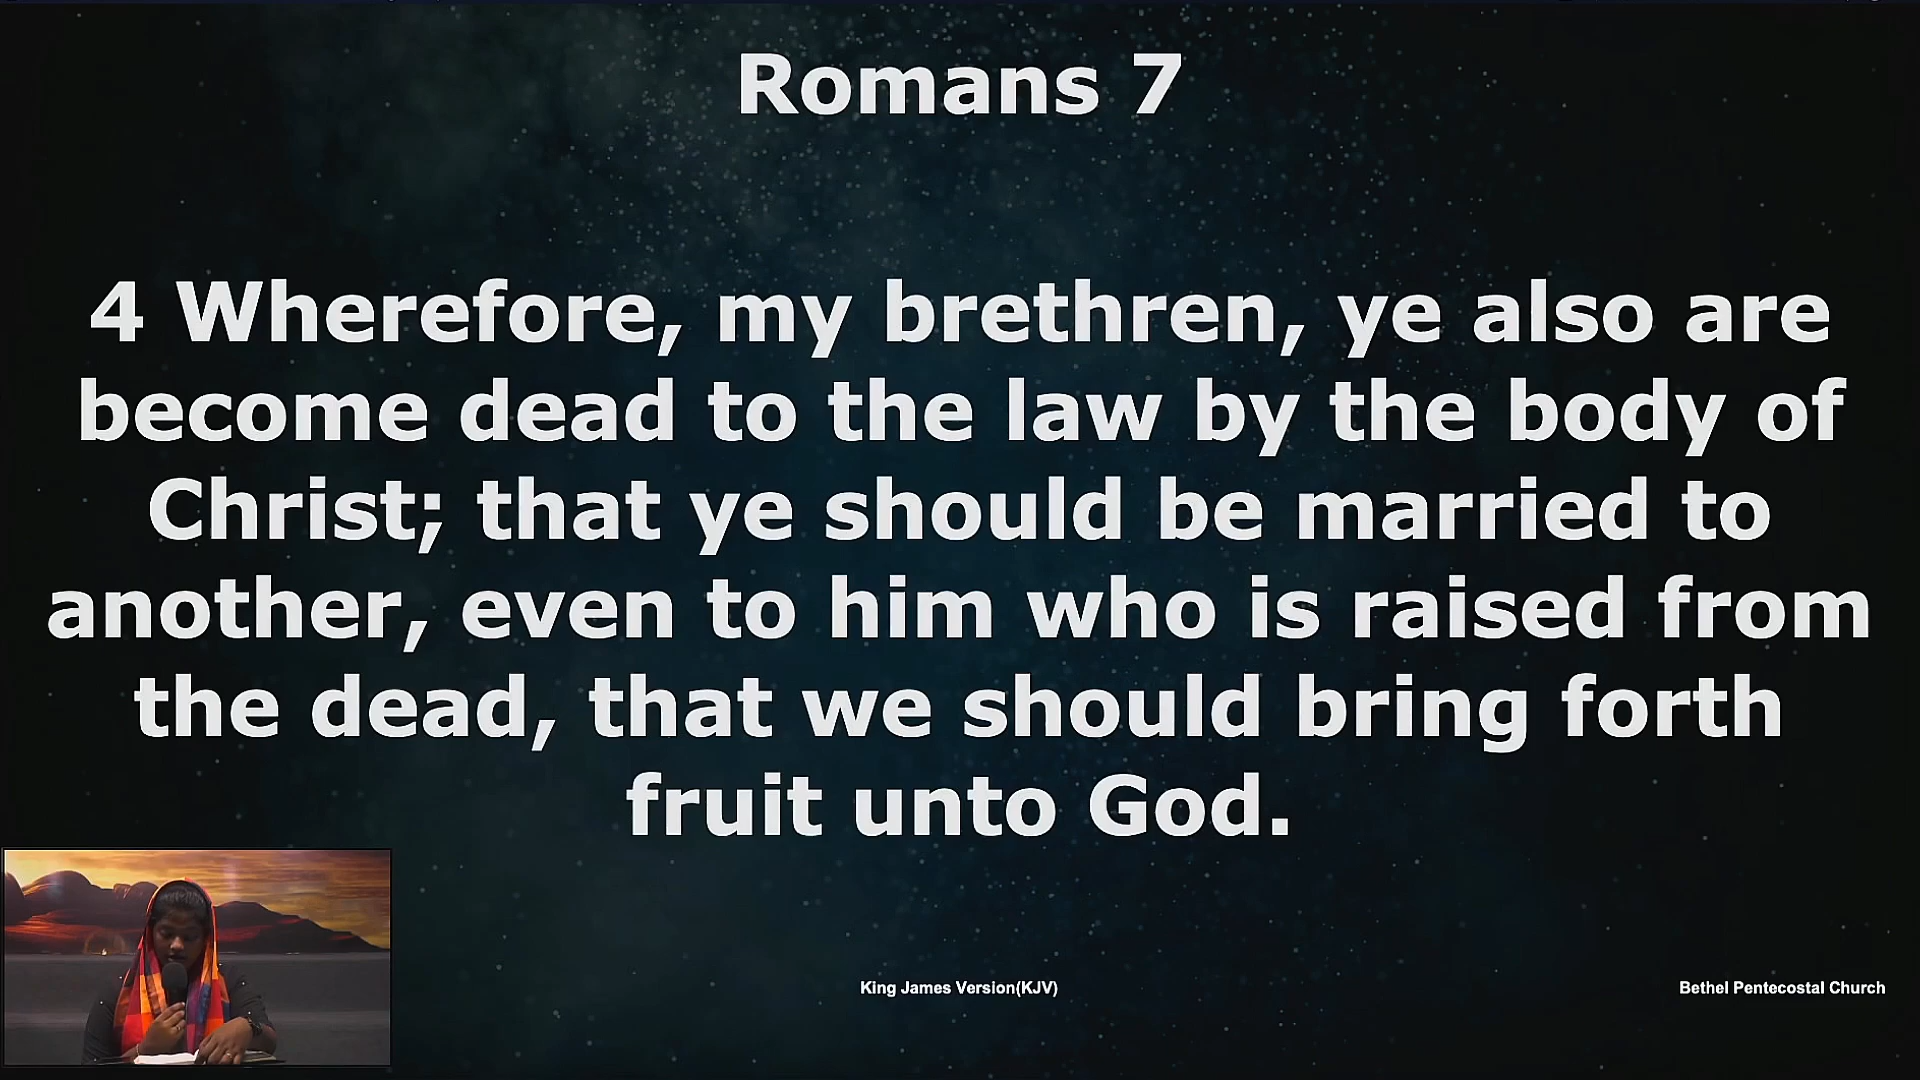 Romans 7
4 Wherefore, my brethren, ye also are
become dead to the law by the body of
Christ; that ye should be married to
another, even to him who is raised from
the dead, that we should bring forth
fruit unto God.
King James Version(KJV)
Bethel Pentecostal Church